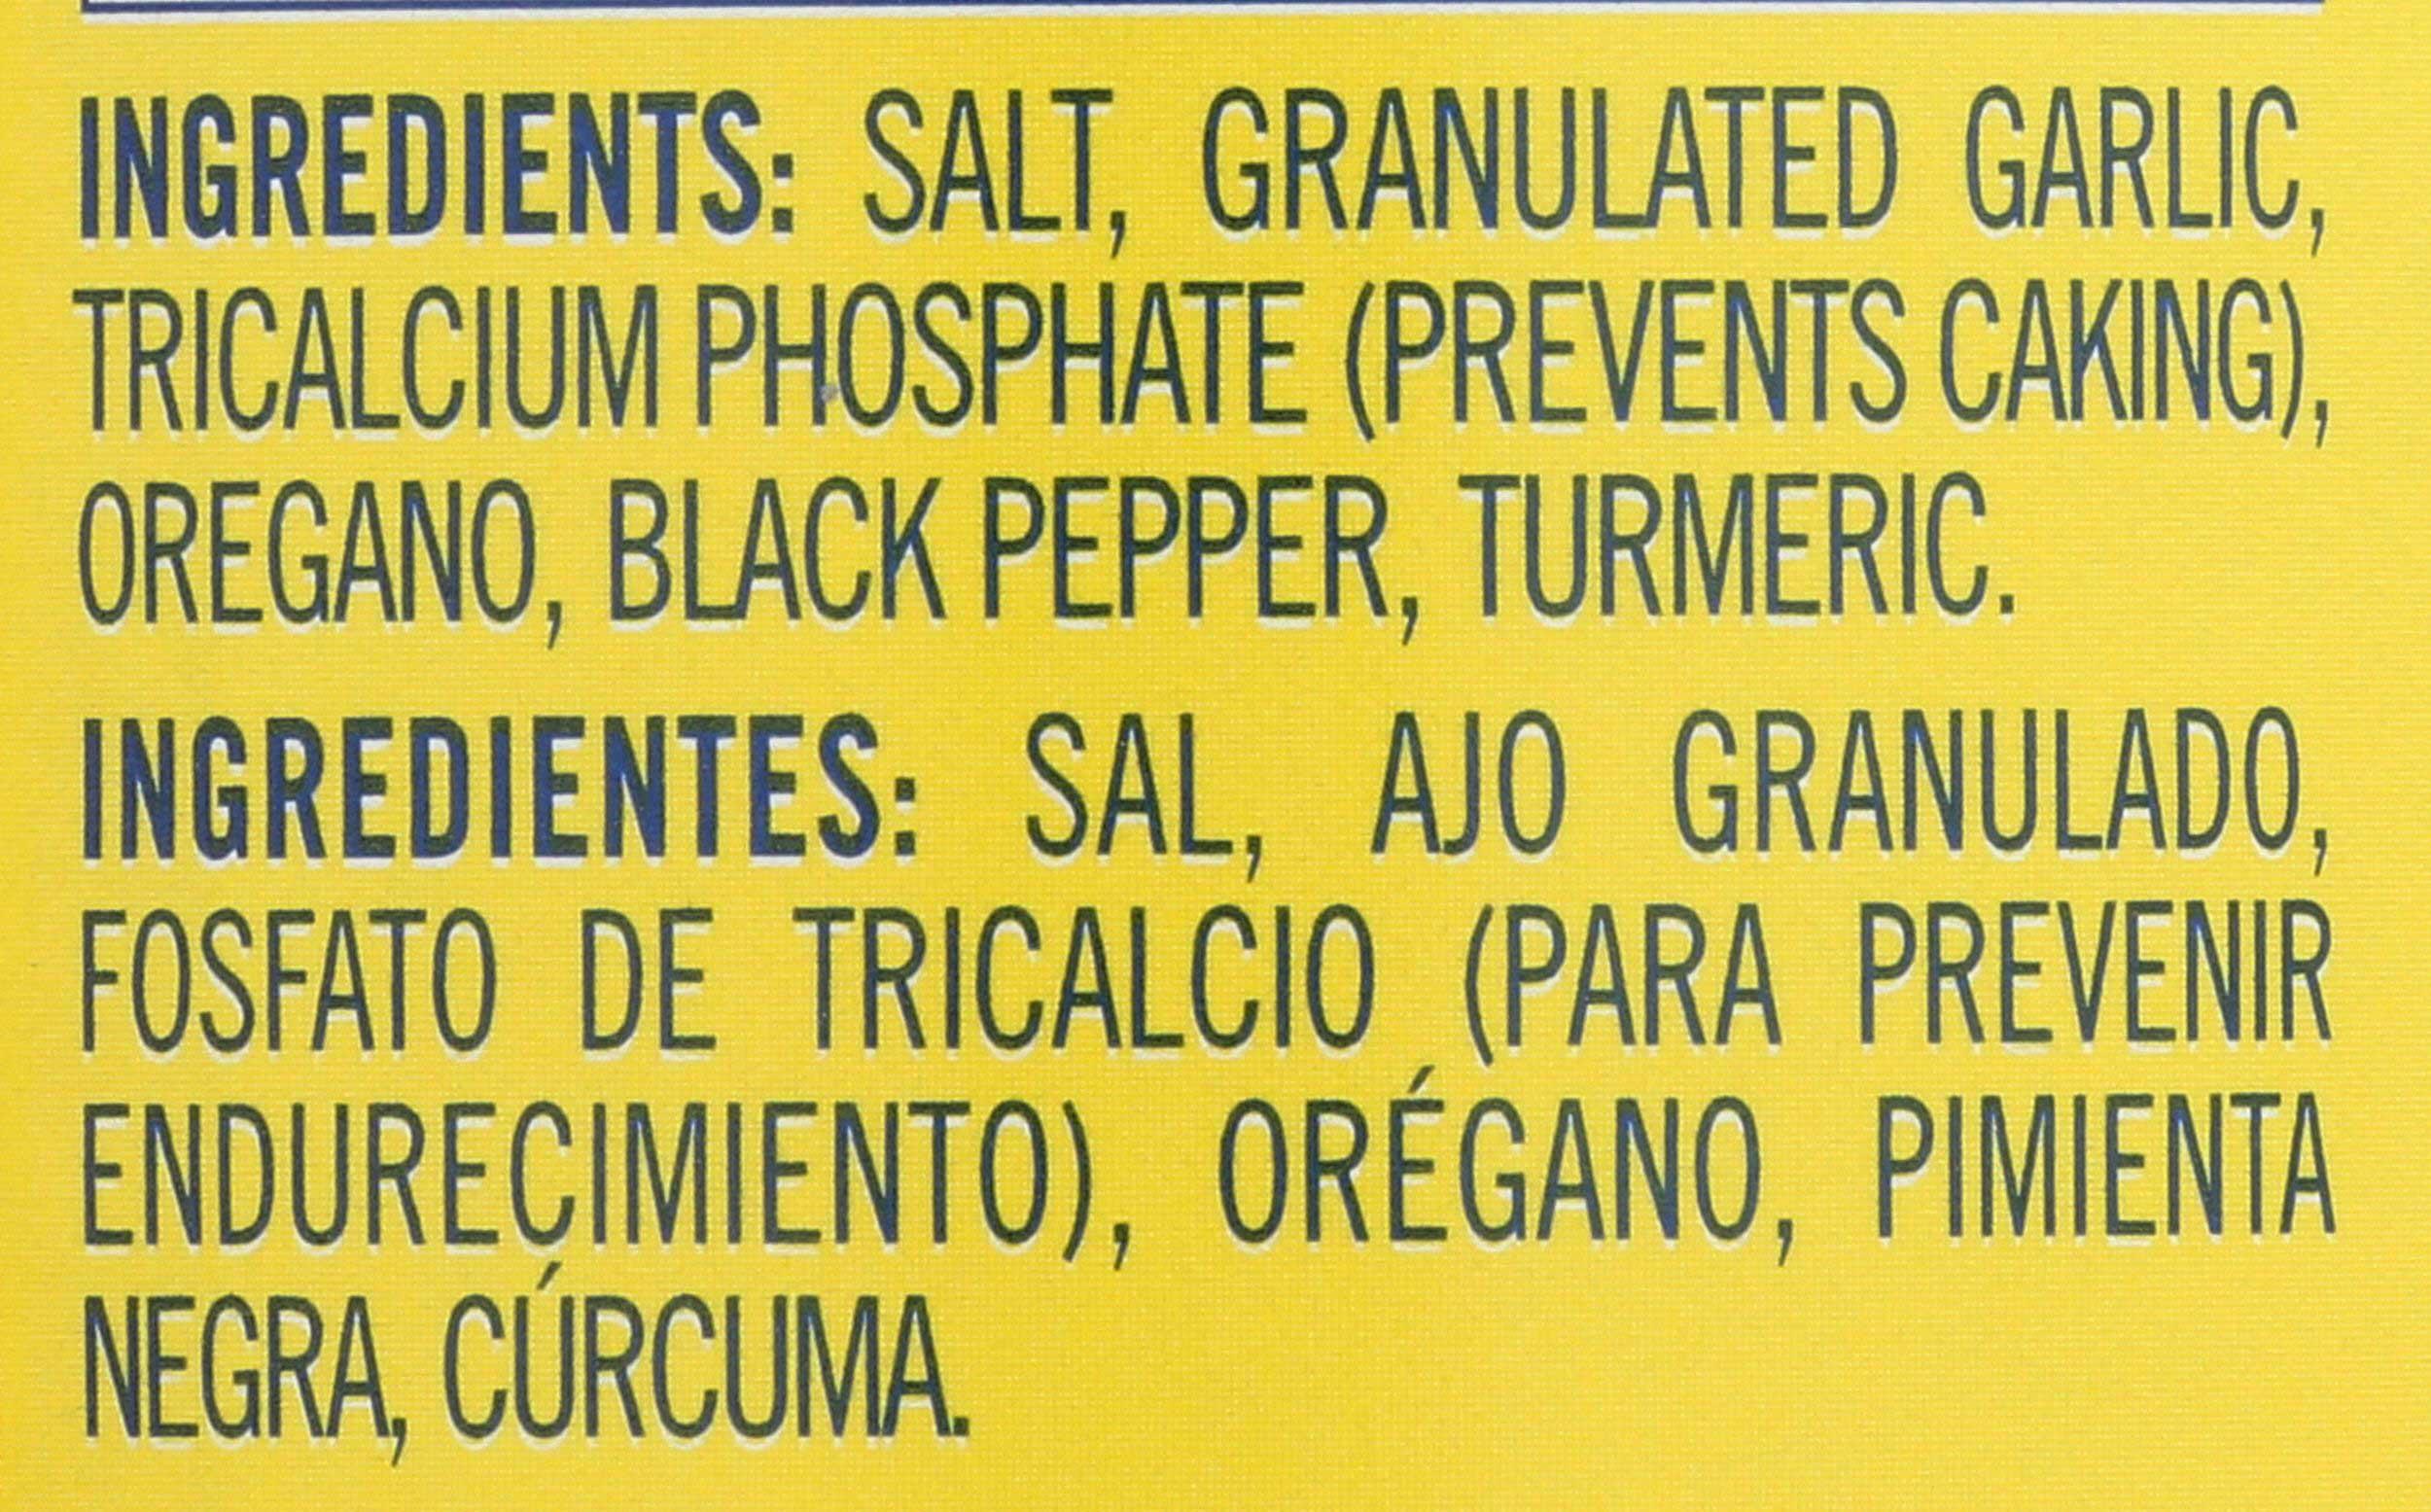 INGREDIENTS: SALT, GRANULATED GARLIC,
TRICALCIUM PHOSPHATE (PREVENTS CAKING),
OREGANO, BLACK PEPPER, TURMERIC.
INGREDIENTES: SAL, AJO GRANULADO,
FOSFATO DE TRICALCIO (PARA PREVENIR
ENDURECIMIENTO), ORÉGANO, PIMIENTA
NEGRA, CÚRCUMA.